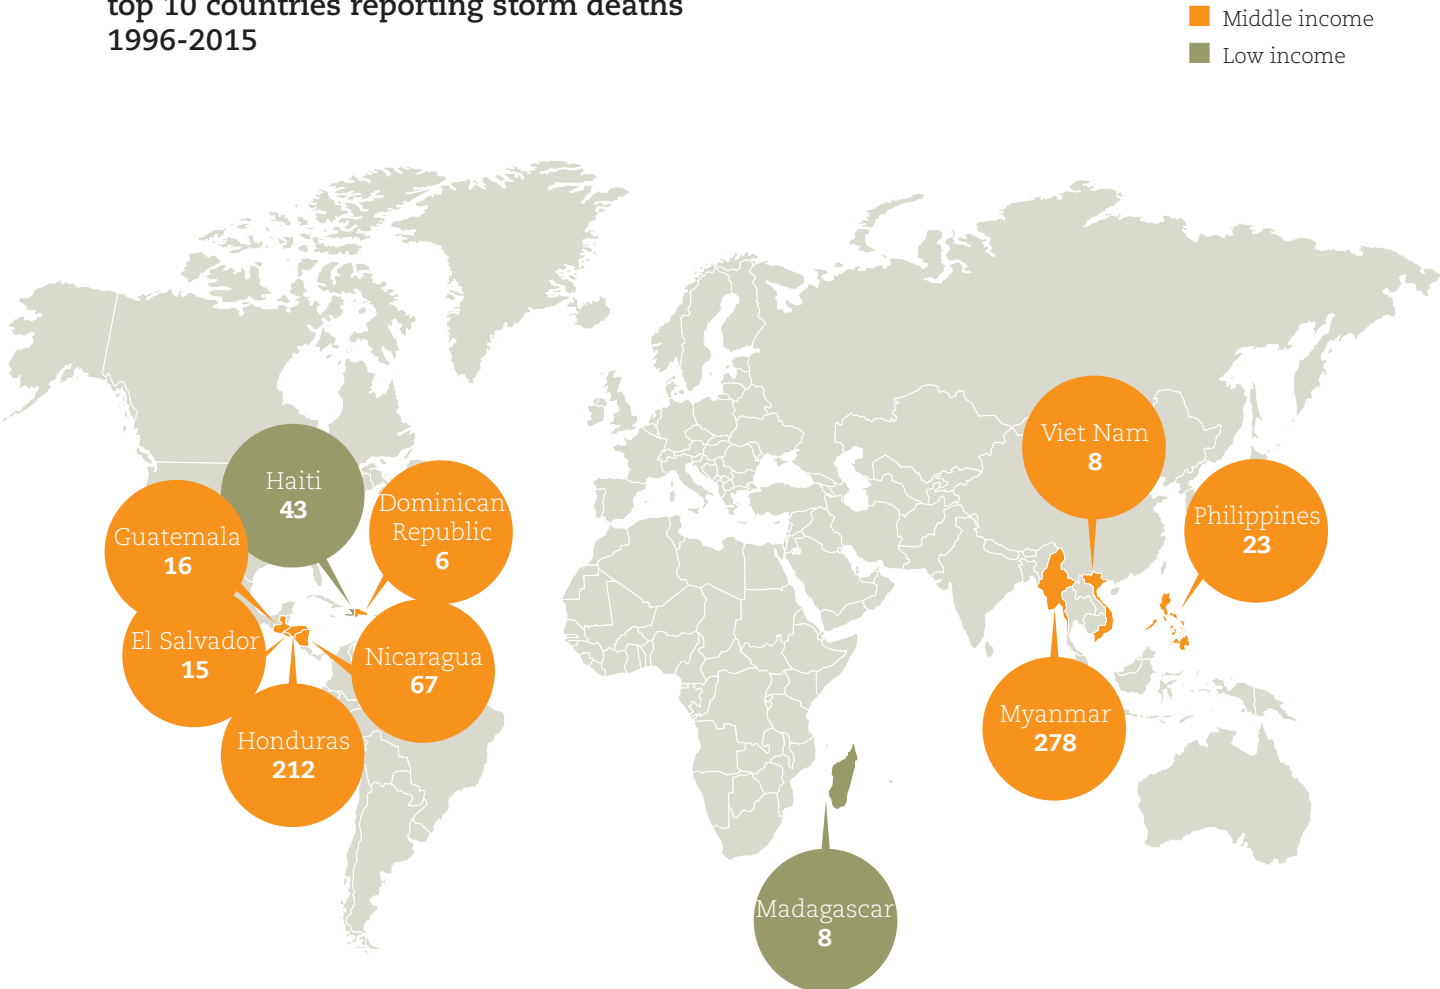 top 10 countries reporting storm deaths
1996-2015
Middle income
Low income
Haiti
43
Dominican
Republic
6
Guatemala
16
El Salvador
15
Nicaragua
67
Honduras
212
Viet Nam
8
Philippines
23
Myanmar
278
Madagascar
8